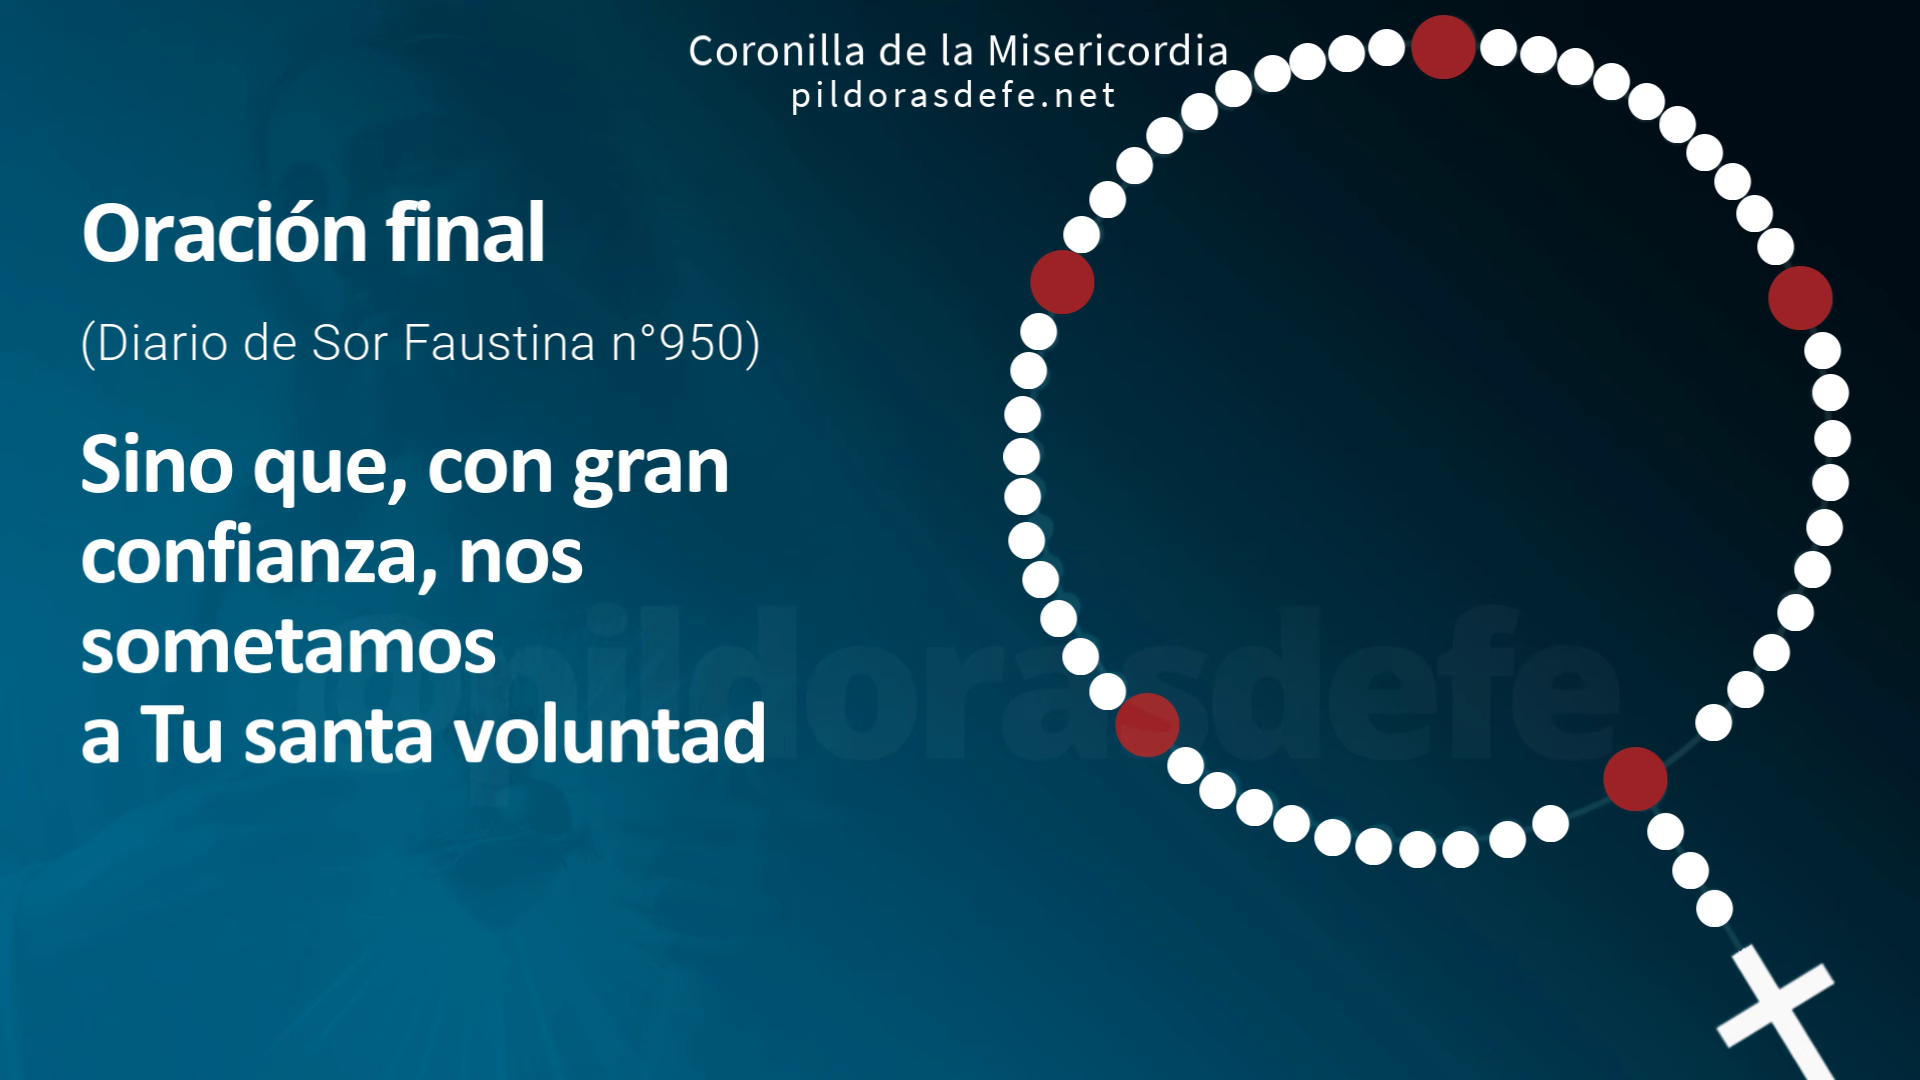 Coronilla de la Misericordia
pildorasdefe.net
Oración final
(Diario de Sor Faustina n°950)
Sino que, con gran
confianza, nos
sometamos
a Tu santa voluntad
@pildorasdefe